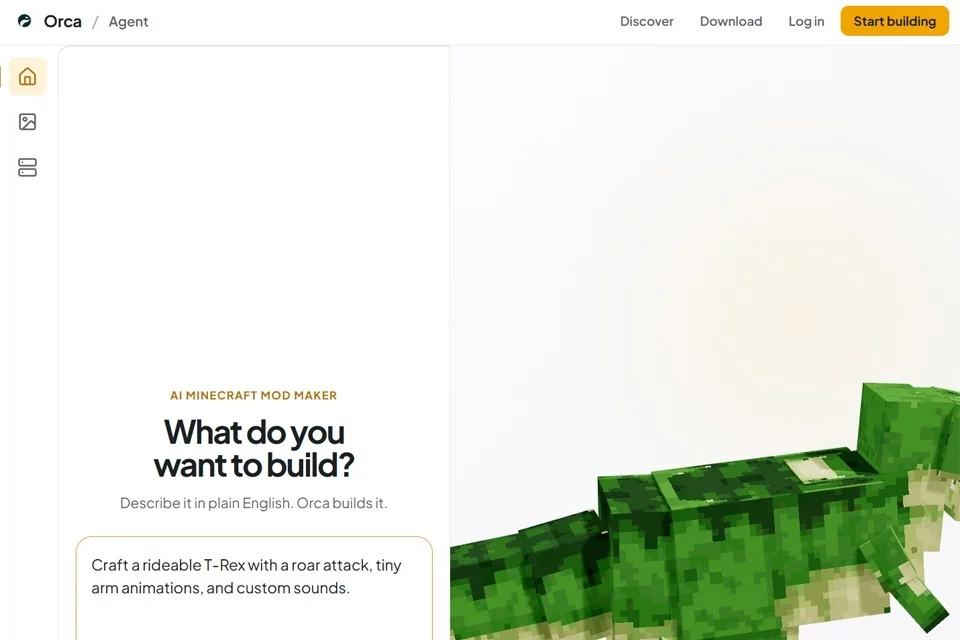 Orca / Agent
Discover
Download
Log in
Start building
AI MINECRAFT MOD MAKER
What do you
want to build?
Describe it in plain English. Orca builds it.
Craft a rideable T-Rex with a roar attack, tiny
arm animations, and custom sounds.